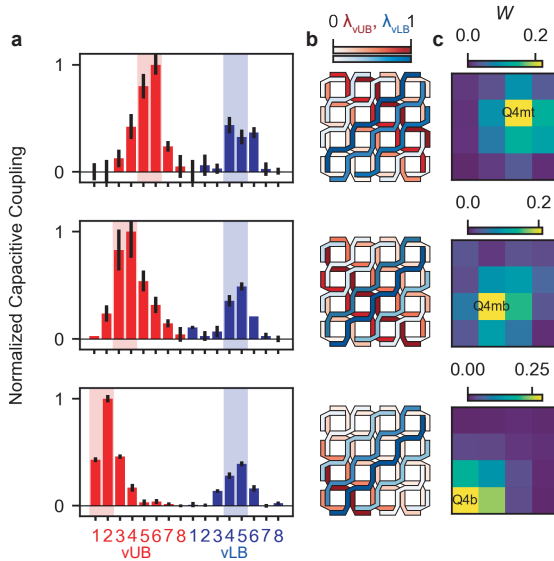 a
b
c
0 λvUB, λvLB 1
W
0.0 0.2
Normalized Capacitive Coupling
1
0
Q4mt
0.0 0.2
1
0
Q4mb
0.00 0.25
1
0
Q4b
1 2 3 4 5 6 7 8 1 2 3 4 5 6 7 8
vUB vLB